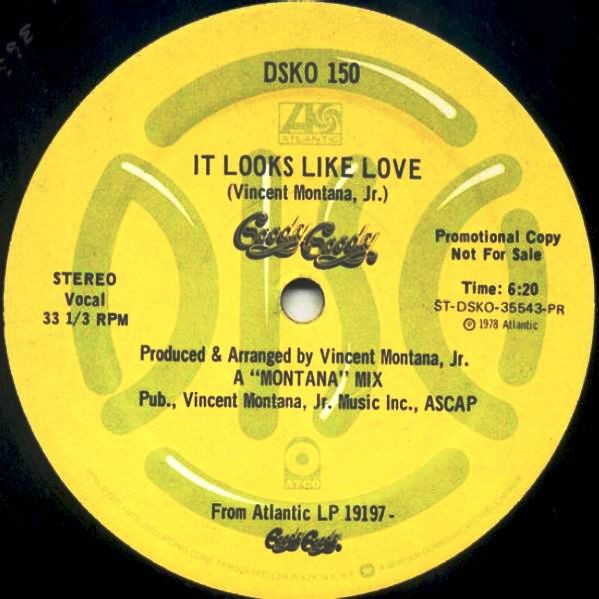 DSKO 150
ATLANTIC
IT LOOKS LIKE LOVE
(Vincent Montana, Jr.)
Goody Goody
Promotional Copy
Not For Sale
STEREO
Vocal
33 1/3 RPM
Time: 6:20
ST-DSKO-35543-PR
℗ 1978 Atlantic
Produced & Arranged by Vincent Montana, Jr.
A "MONTANA" MIX
Pub., Vincent Montana, Jr. Music Inc., ASCAP
ATCO
From Atlantic LP 19197-
Goody Goody